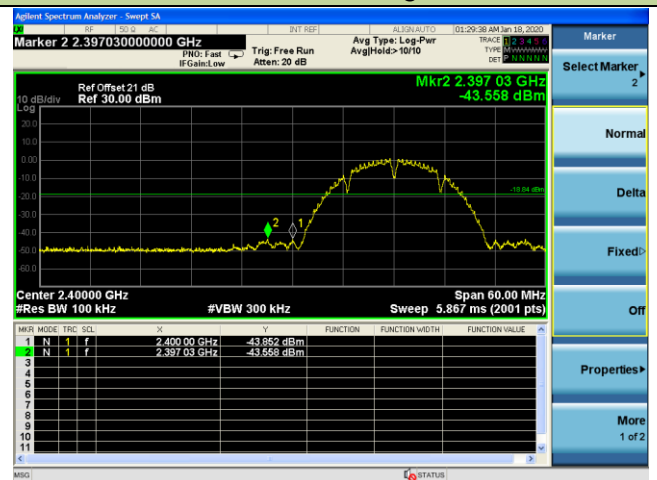 Agilent Spectrum Analyzer - Swept SA
RF 50 Ω AC INT REF ALIGN AUTO 01:29:38 AM Jan 18, 2020
Marker 2 2.397030000000 GHz
PNO: Fast
IFGain:Low
Trig: Free Run
Atten: 20 dB
Avg Type: Log-Pwr
Avg|Hold:> 10/10
TRACE 1 2 3 4 5 6
TYPE M
DET P N N N N N
Mkr2 2.397 03 GHz
-43.558 dBm
Ref Offset 21 dB
10 dB/div Ref 30.00 dBm
Log
20.0
10.0
0.00
-10.0
-20.0
-30.0
-40.0
-50.0
-60.0
2
1
Center 2.40000 GHz
Span 60.00 MHz
#Res BW 100 kHz
#VBW 300 kHz
Sweep 5.867 ms (2001 pts)
MKR MODE TRC SCL X Y FUNCTION FUNCTION WIDTH FUNCTION VALUE
1 N 1 f 2.400 00 GHz -43.852 dBm
2 N 1 f 2.397 03 GHz -43.558 dBm
3
4
5
6
7
8
9
10
11
MSG
STATUS
Marker
Select Marker
2
Normal
Delta
Fixed
Off
Properties
More
1 of 2